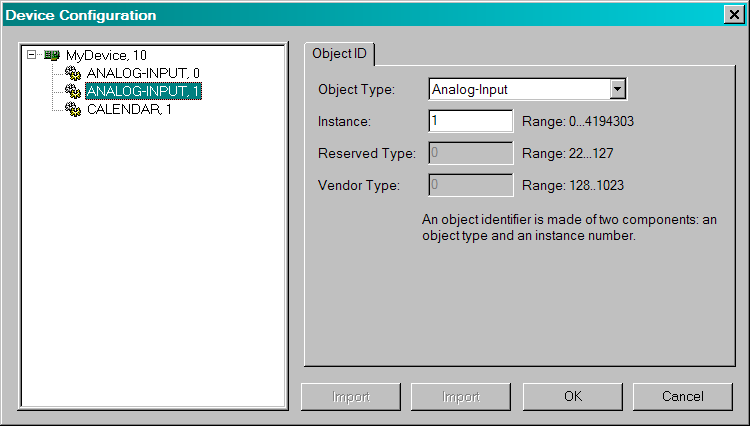 Device Configuration
MyDevice, 10
ANALOG-INPUT, 0
ANALOG-INPUT, 1
CALENDAR, 1
Object ID
Object Type: Analog-Input
Instance: 1 Range: 0...4194303
Reserved Type: 0 Range: 22...127
Vendor Type: 0 Range: 128..1023
An object identifier is made of two components: an
object type and an instance number.
Import Import OK Cancel